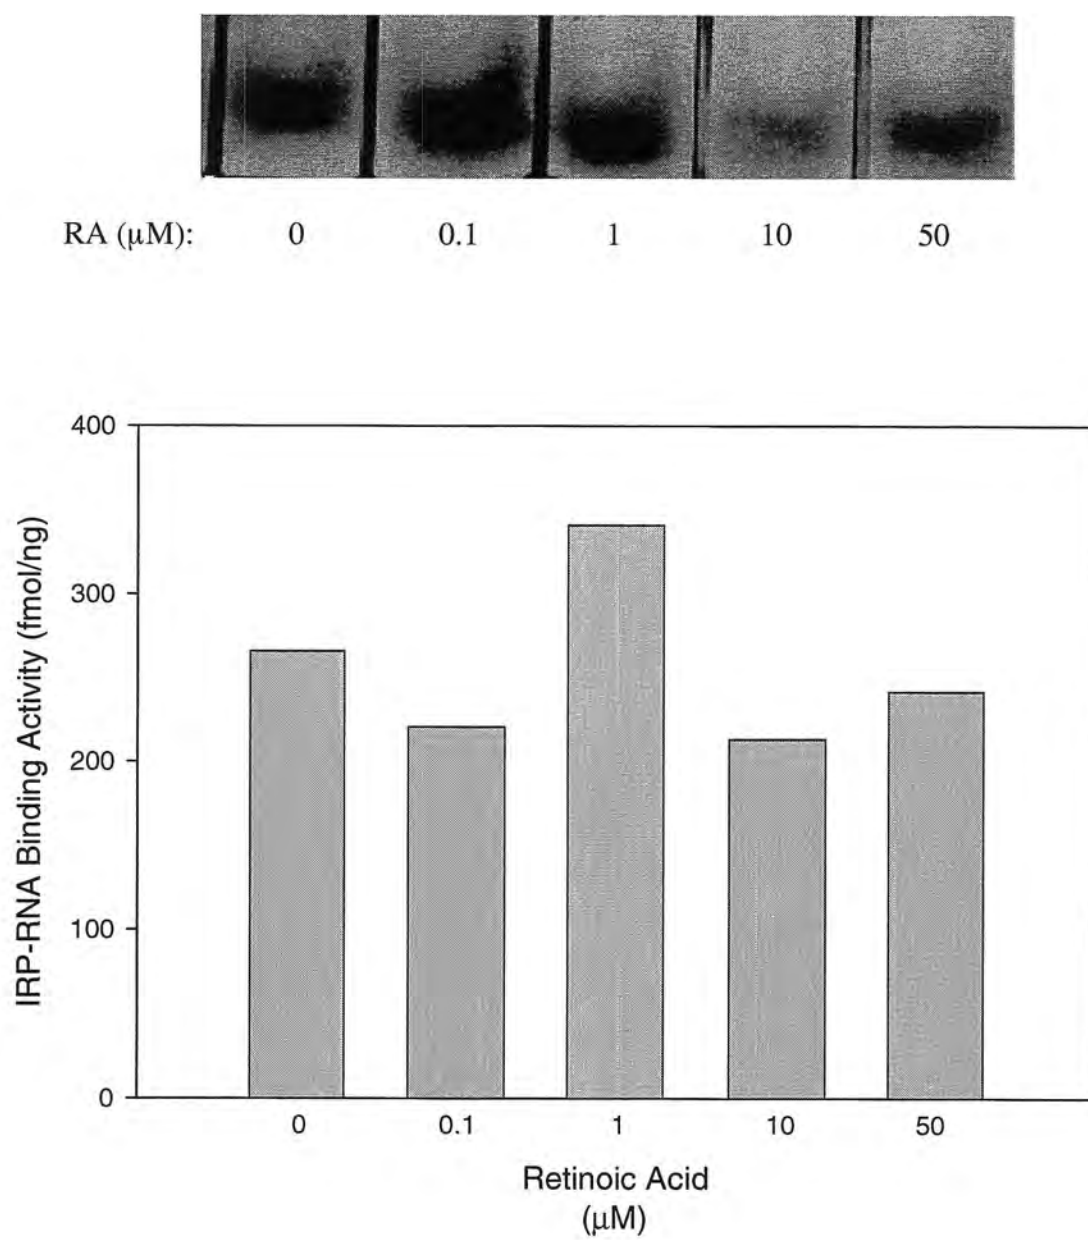 RA (µM): 0 0.1 1 10 50
400
300
200
100
0
IRP-RNA Binding Activity (fmol/ng)
0 0.1 1 10 50
Retinoic Acid
(µM)